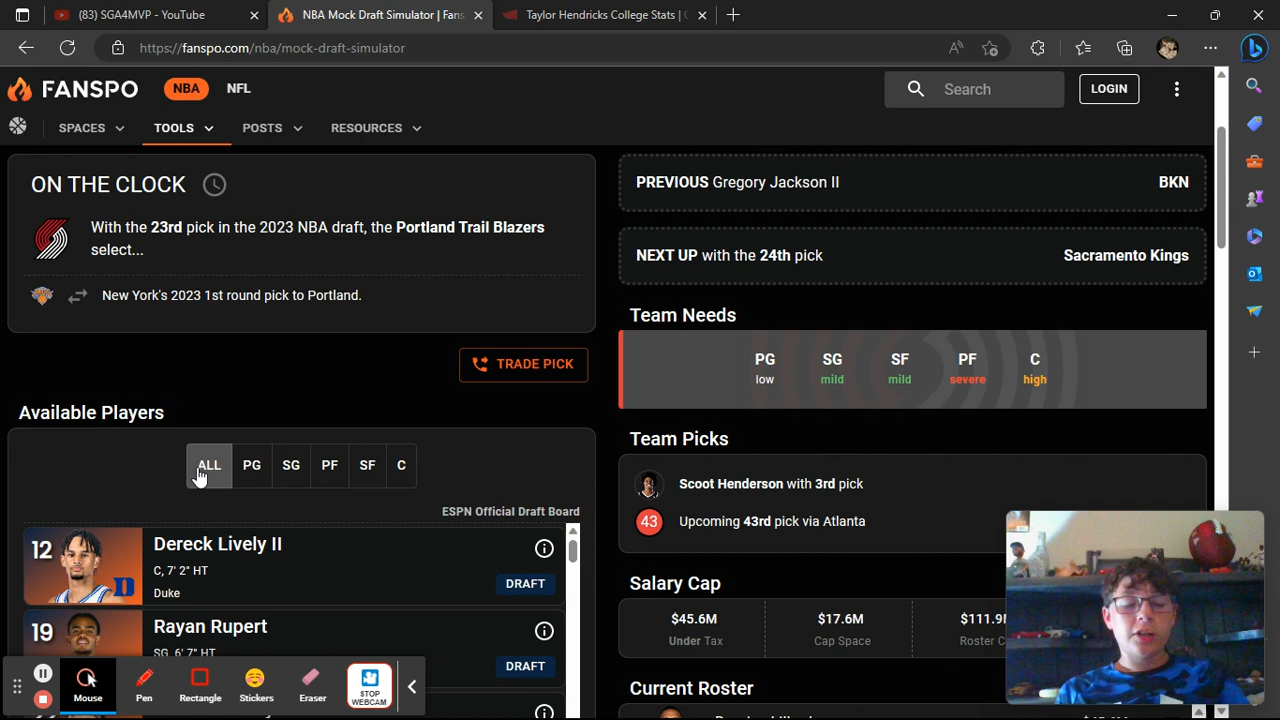 (83) SGA4MVP - YouTube
NBA Mock Draft Simulator | Fans
Taylor Hendricks College Stats | C
https://fanspo.com/nba/mock-draft-simulator
FANSPO
NBA
NFL
Search
LOGIN
SPACES
TOOLS
POSTS
RESOURCES
ON THE CLOCK
With the 23rd pick in the 2023 NBA draft, the Portland Trail Blazers
select...
New York's 2023 1st round pick to Portland.
TRADE PICK
Available Players
ALL
PG
SG
PF
SF
C
ESPN Official Draft Board
12
Dereck Lively II
C, 7' 2" HT
Duke
DRAFT
19
Rayan Rupert
SG, 6' 7" HT
DRAFT
PREVIOUS Gregory Jackson II
BKN
NEXT UP with the 24th pick
Sacramento Kings
Team Needs
PG SG SF PF C
low mild mild severe high
Team Picks
Scoot Henderson with 3rd pick
43
Upcoming 43rd pick via Atlanta
Salary Cap
$45.6M
Under Tax
$17.6M
Cap Space
$111.9
Roster C
Current Roster
Mouse
Pen
Rectangle
Stickers
Eraser
STOP
WEBCAM